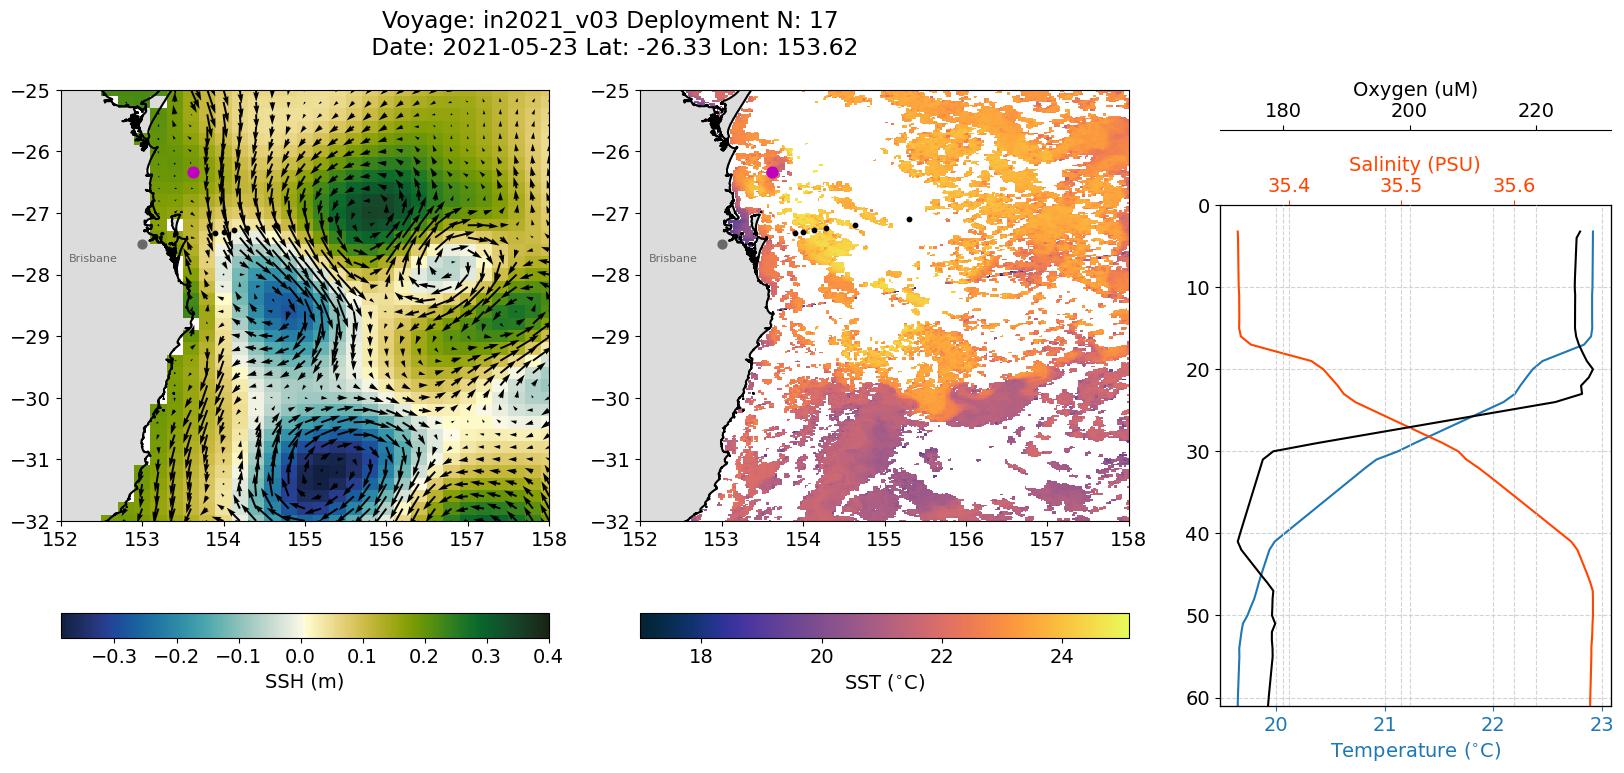 Voyage: in2021_v03 Deployment N: 17
Date: 2021-05-23 Lat: -26.33 Lon: 153.62
−25
−26
−27
−28
−29
−30
−31
−32
152 153 154 155 156 157 158
Brisbane
−0.3 −0.2 −0.1 0.0 0.1 0.2 0.3 0.4
SSH (m)
−25
−26
−27
−28
−29
−30
−31
−32
152 153 154 155 156 157 158
Brisbane
18 20 22 24
SST (°C)
Oxygen (uM)
180 200 220
Salinity (PSU)
35.4 35.5 35.6
0
10
20
30
40
50
60
20 21 22 23
Temperature (°C)